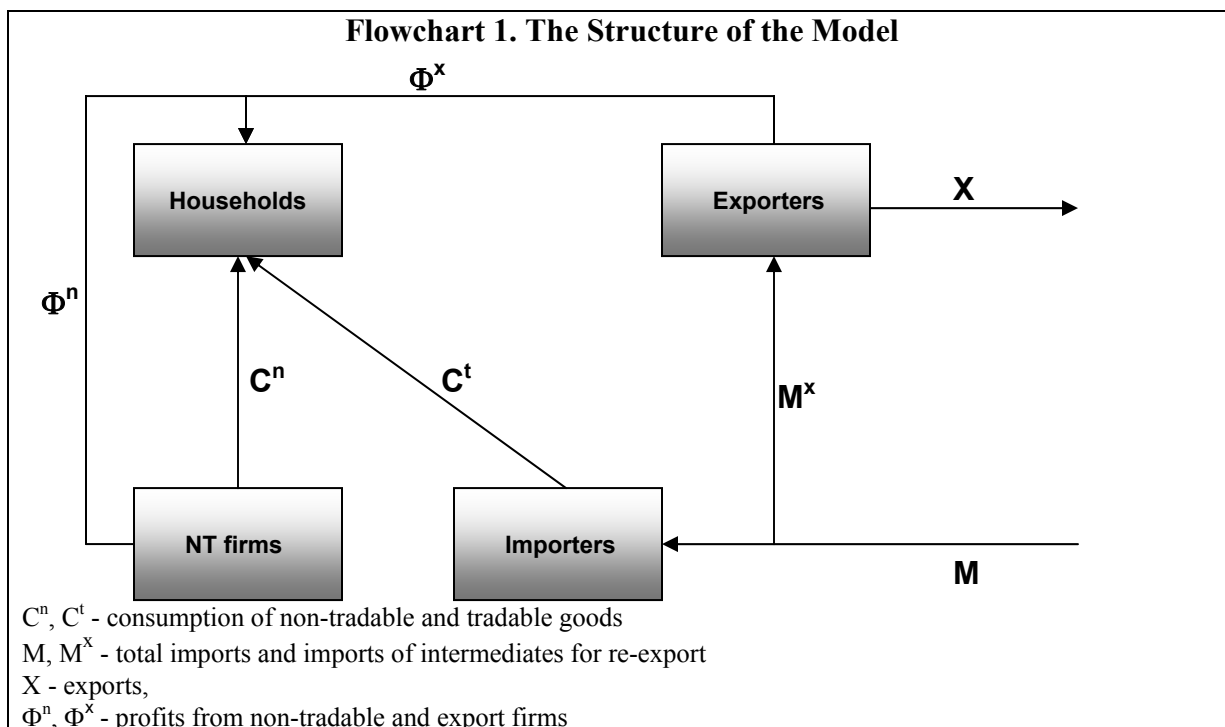 Flowchart 1. The Structure of the Model
Φˣ
Households
Exporters
X
Φⁿ
Cⁿ
Cᵗ
Mˣ
NT firms
Importers
M
Cⁿ, Cᵗ - consumption of non-tradable and tradable goods
M, Mˣ - total imports and imports of intermediates for re-export
X - exports,
Φⁿ, Φˣ - profits from non-tradable and export firms